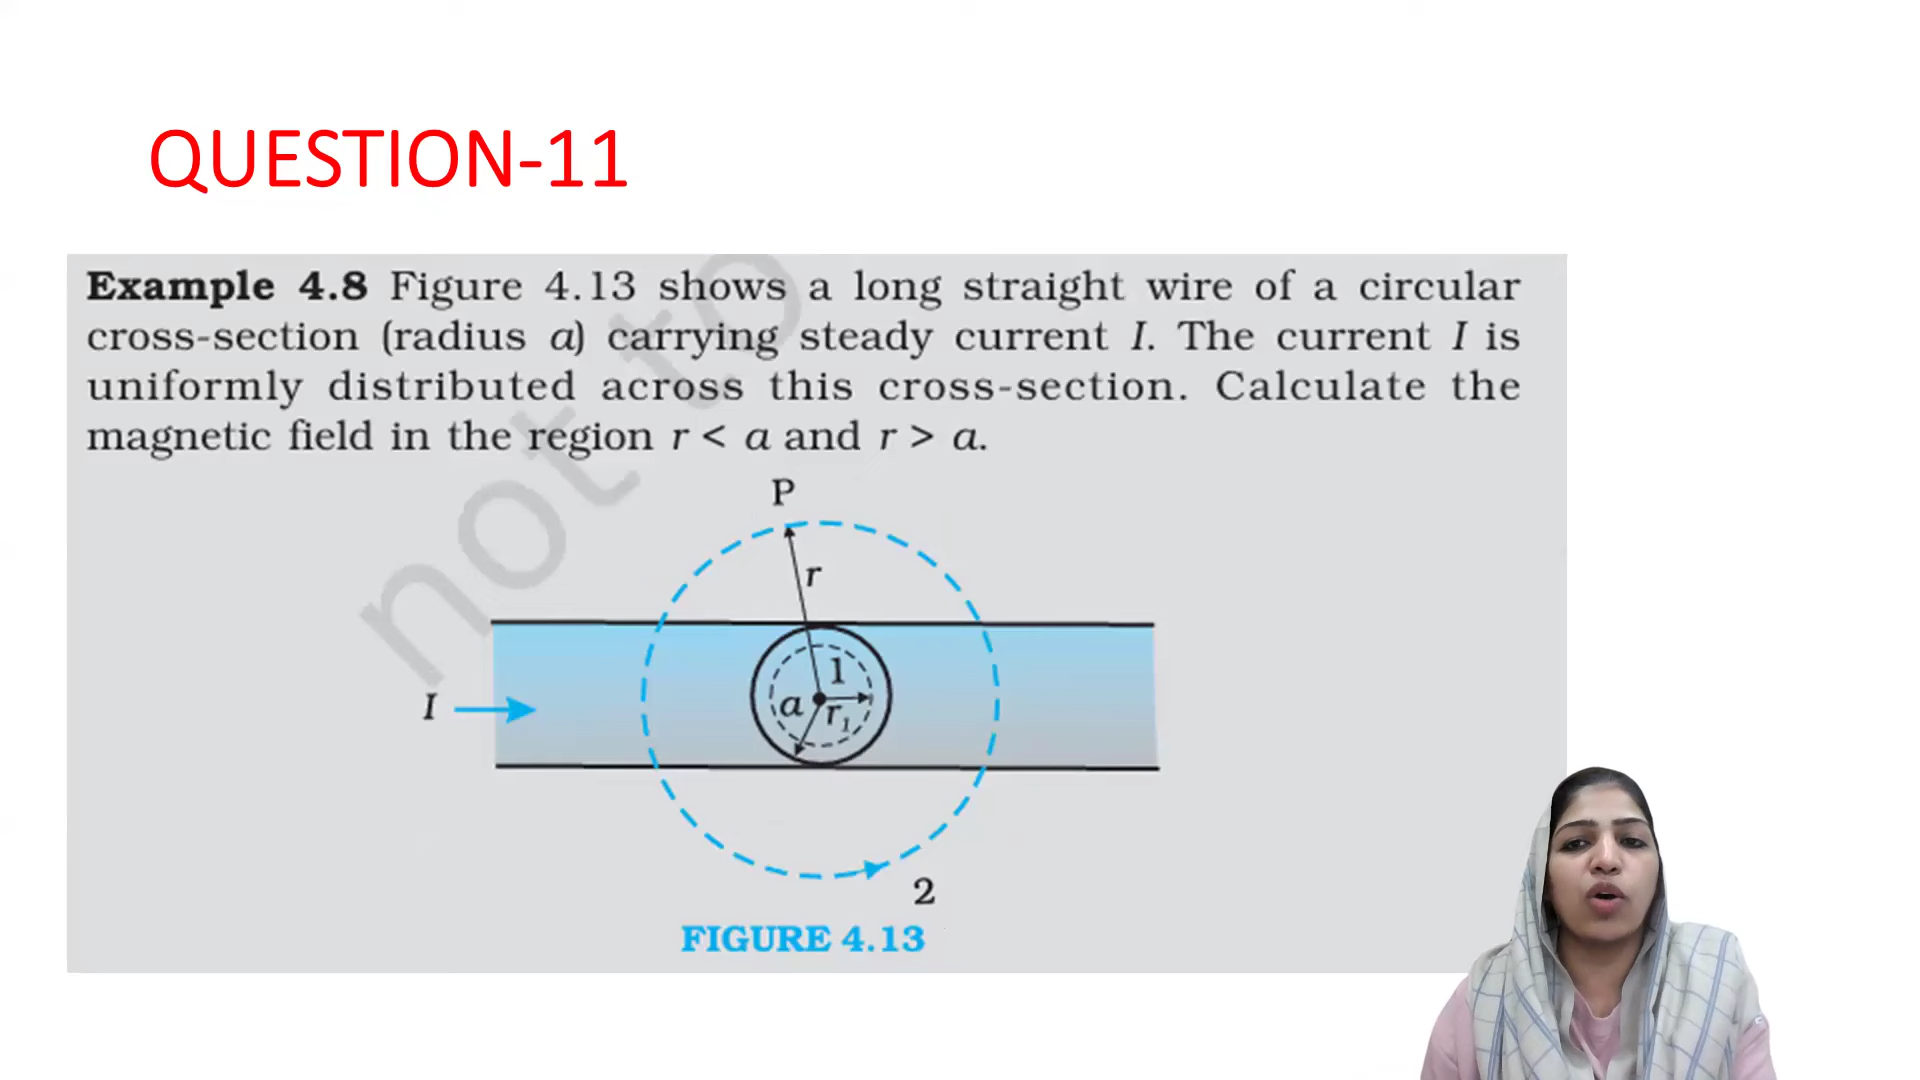 QUESTION-11
Example 4.8 Figure 4.13 shows a long straight wire of a circular
cross-section (radius a) carrying steady current I. The current I is
uniformly distributed across this cross-section. Calculate the
magnetic field in the region r < a and r > a.
not to
P
r
1
a
r₁
I
2
FIGURE 4.13